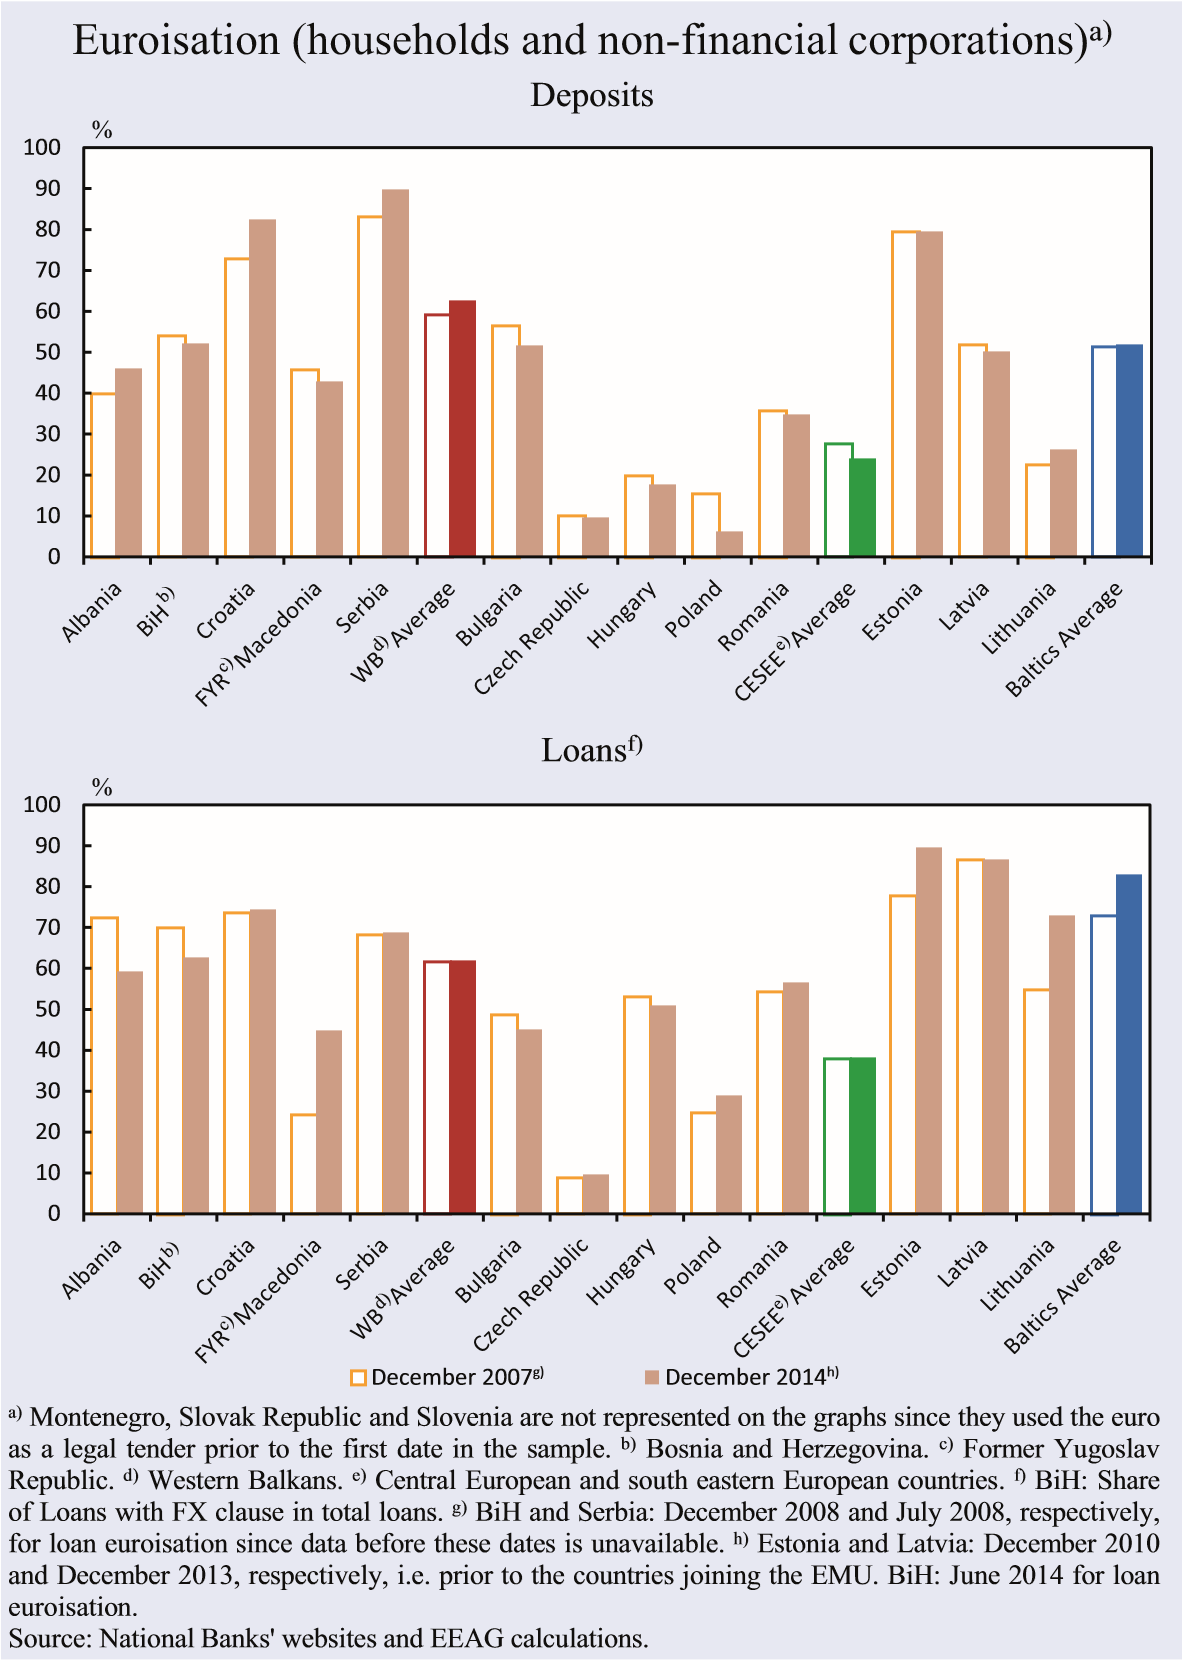 Euroisation (households and non-financial corporations)a)
Deposits
%
100
90
80
70
60
50
40
30
20
10
0
Albania
BiH b)
Croatia
FYRc)Macedonia
Serbia
WBd)Average
Bulgaria
Czech Republic
Hungary
Poland
Romania
CESEEe)Average
Estonia
Latvia
Lithuania
Baltics Average
Loansf)
%
100
90
80
70
60
50
40
30
20
10
0
Albania
BiHb)
Croatia
FYRc)Macedonia
Serbia
WBd)Average
Bulgaria
Czech Republic
Hungary
Poland
Romania
CESEEe) Average
Estonia
Latvia
Lithuania
Baltics Average
December 2007g)
December 2014h)
a) Montenegro, Slovak Republic and Slovenia are not represented on the graphs since they used the euro
as a legal tender prior to the first date in the sample. b) Bosnia and Herzegovina. c) Former Yugoslav
Republic. d) Western Balkans. e) Central European and south eastern European countries. f) BiH: Share
of Loans with FX clause in total loans. g) BiH and Serbia: December 2008 and July 2008, respectively,
for loan euroisation since data before these dates is unavailable. h) Estonia and Latvia: December 2010
and December 2013, respectively, i.e. prior to the countries joining the EMU. BiH: June 2014 for loan
euroisation.
Source: National Banks' websites and EEAG calculations.